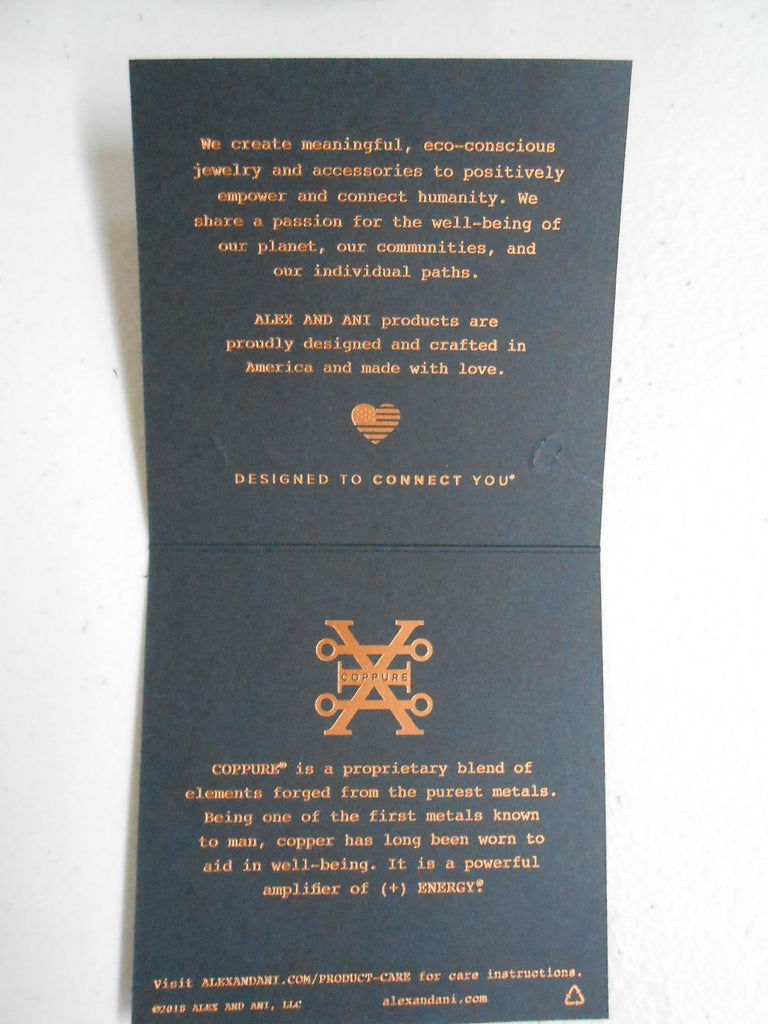 We create meaningful, eco-conscious
jewelry and accessories to positively
empower and connect humanity. We
share a passion for the well-being of
our planet, our communities, and
our individual paths.
ALEX AND ANI products are
proudly designed and crafted in
America and made with love.
DESIGNED TO CONNECT YOU®
COPPURE
COPPURE® is a proprietary blend of
elements forged from the purest metals.
Being one of the first metals known
to man, copper has long been worn to
aid in well-being. It is a powerful
amplifier of (+) ENERGY®.
Visit ALEXANDANI.COM/PRODUCT-CARE for care instructions.
©2018 ALEX AND ANI, LLC alexandani.com